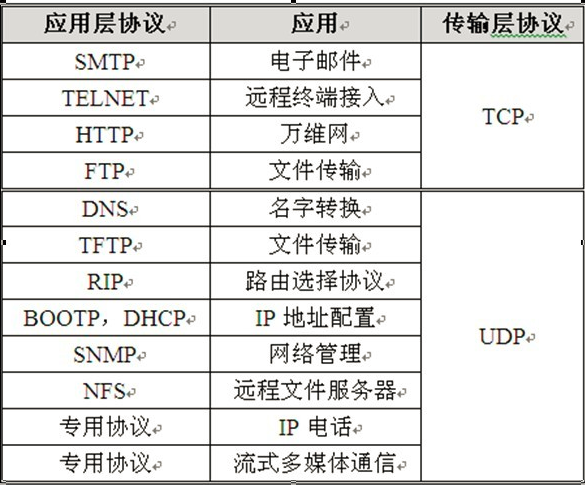 应用层协议 应用 传输层协议
SMTP 电子邮件
TELNET 远程终端接入
HTTP 万维网
FTP 文件传输
TCP
DNS 名字转换
TFTP 文件传输
RIP 路由选择协议
BOOTP，DHCP IP 地址配置
SNMP 网络管理
NFS 远程文件服务器
专用协议 IP 电话
专用协议 流式多媒体通信
UDP